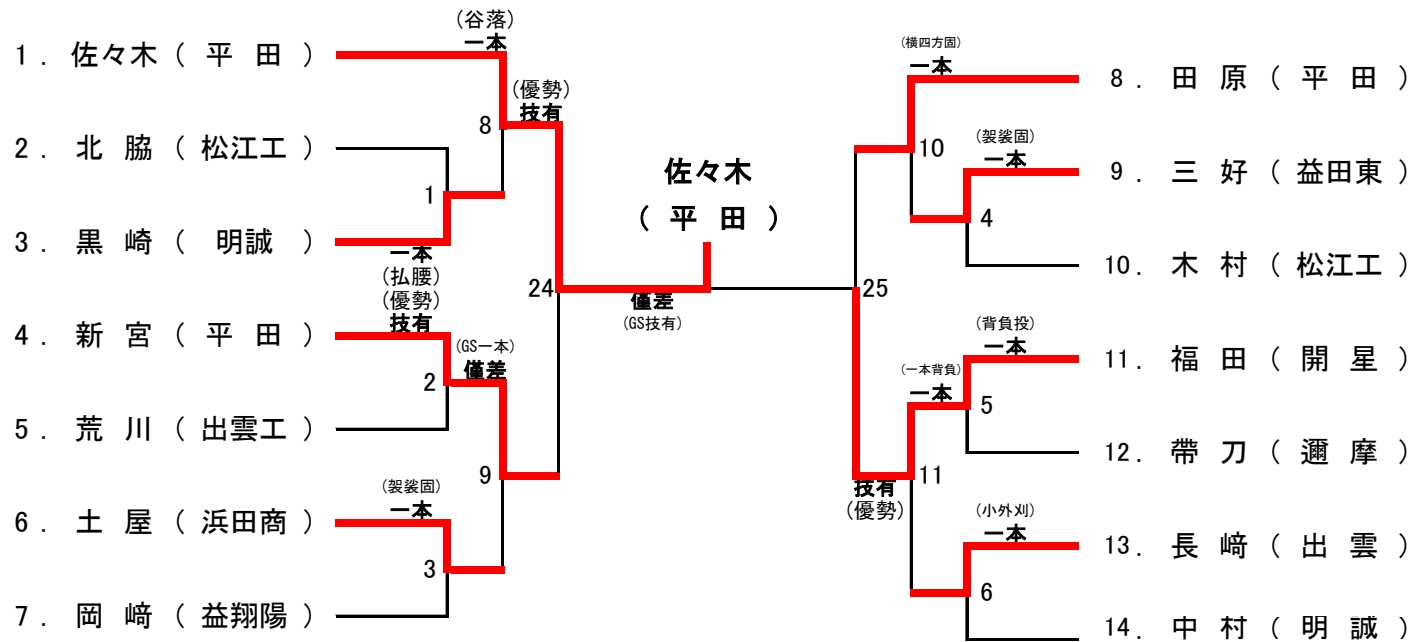 1. 佐々木 ( 平 田 )
2. 北 脇 ( 松江工 )
3. 黒 崎 ( 明誠 )
4. 新 宮 ( 平 田 )
5. 荒 川 ( 出雲工 )
6. 土 屋 ( 浜田商 )
7. 岡 﨑 ( 益翔陽 )
(谷落)
一本
8
(優勢)
技有
1
一本
(払腰)
(優勢)
技有
2
(GS一本)
僅差
9
(袈裟固)
一本
3
24
佐々木
( 平 田 )
僅差
(GS技有)
25
(横四方固)
一本
10
(袈裟固)
一本
4
(背負投)
一本
5
(一本背負)
一本
11
技有
(優勢)
(小外刈)
一本
6
8. 田 原 ( 平 田 )
9. 三 好 ( 益田東 )
10. 木 村 ( 松江工 )
11. 福 田 ( 開 星 )
12. 帶 刀 ( 邇 摩 )
13. 長 﨑 ( 出 雲 )
14. 中 村 ( 明 誠 )